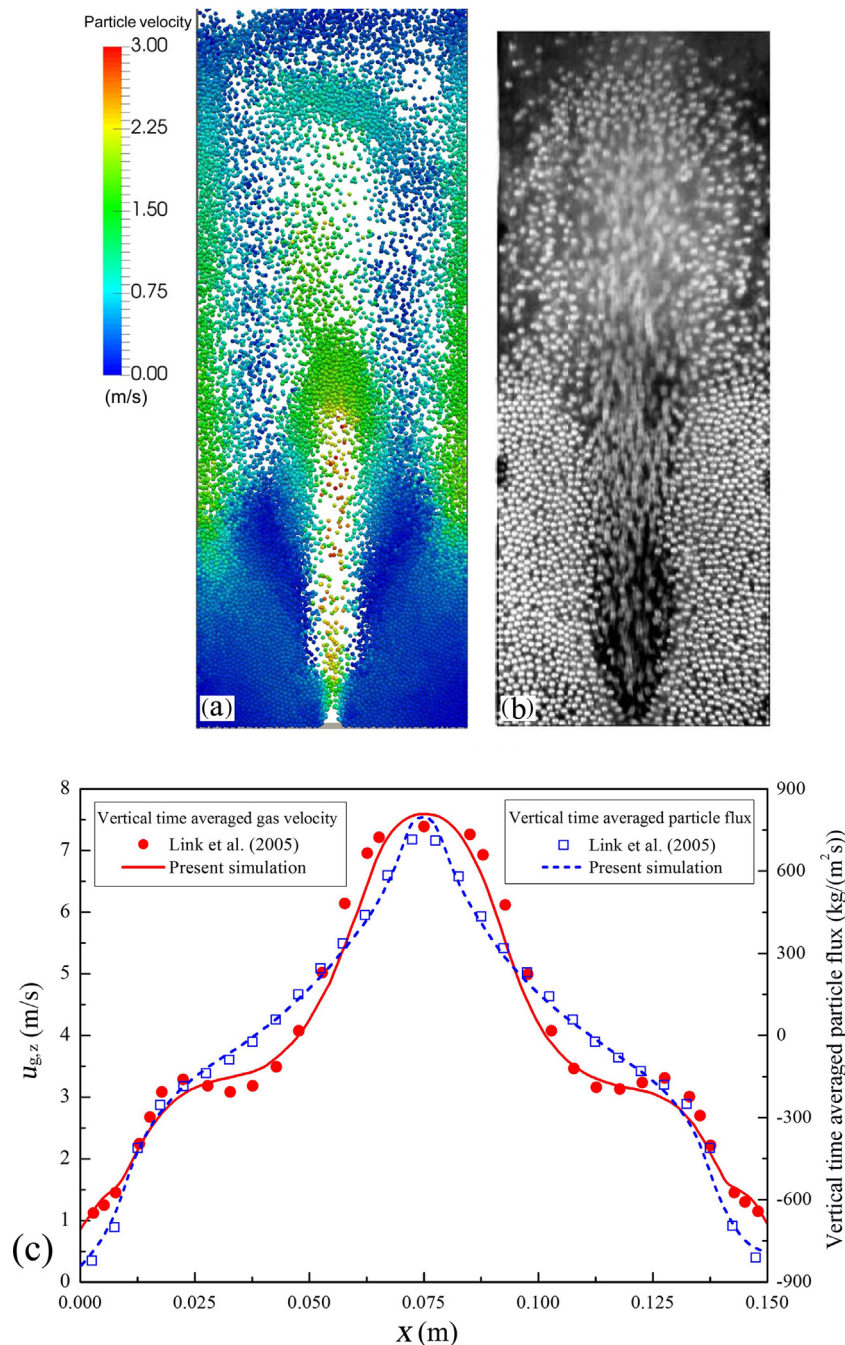 Particle velocity
3.00
2.25
1.50
0.75
0.00
(m/s)
(a)
(b)
(c)
Vertical time averaged gas velocity
Link et al. (2005)
Present simulation
Vertical time averaged particle flux
Link et al. (2005)
Present simulation
8
7
6
5
4
3
2
1
0
u_g,z (m/s)
900
600
300
0
-300
-600
-900
Vertical time averaged particle flux (kg/(m²s))
0.000
0.025
0.050
0.075
0.100
0.125
0.150
x (m)